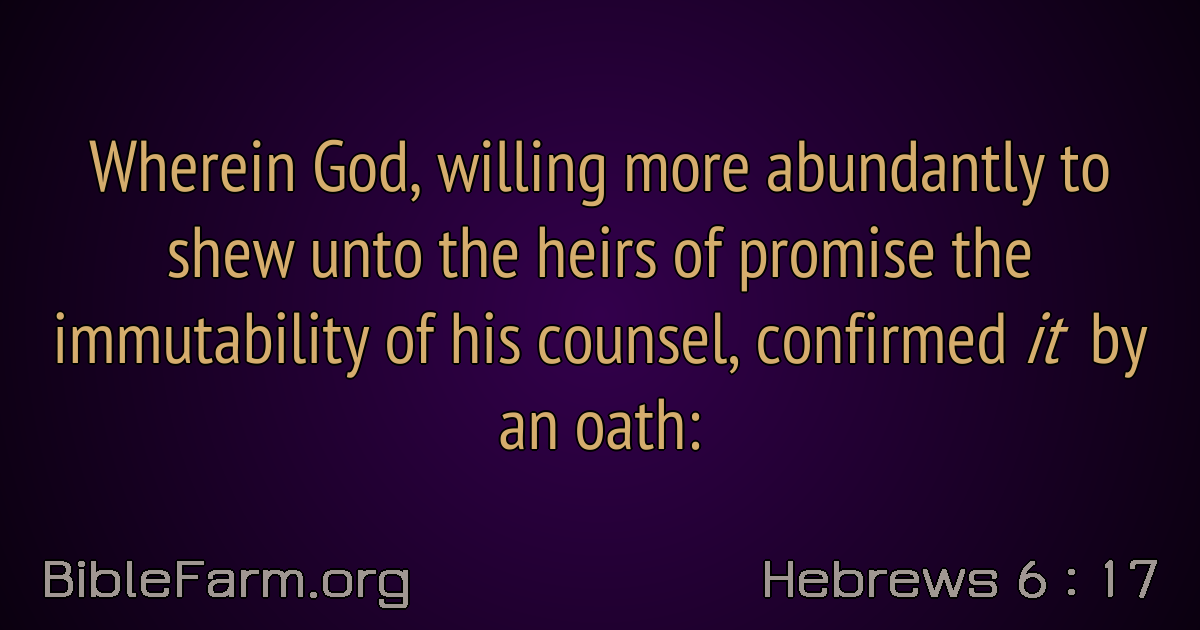 Wherein God, willing more abundantly to
shew unto the heirs of promise the
immutability of his counsel, confirmed it by
an oath:
BibleFarm.org
Hebrews 6 : 17